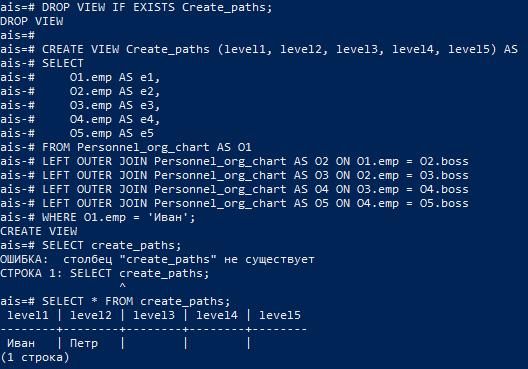 ais=# DROP VIEW IF EXISTS Create_paths;
DROP VIEW
ais=#
ais=# CREATE VIEW Create_paths (level1, level2, level3, level4, level5) AS
ais-# SELECT
ais-#     O1.emp AS e1,
ais-#     O2.emp AS e2,
ais-#     O3.emp AS e3,
ais-#     O4.emp AS e4,
ais-#     O5.emp AS e5
ais-# FROM Personnel_org_chart AS O1
ais-# LEFT OUTER JOIN Personnel_org_chart AS O2 ON O1.emp = O2.boss
ais-# LEFT OUTER JOIN Personnel_org_chart AS O3 ON O2.emp = O3.boss
ais-# LEFT OUTER JOIN Personnel_org_chart AS O4 ON O3.emp = O4.boss
ais-# LEFT OUTER JOIN Personnel_org_chart AS O5 ON O4.emp = O5.boss
ais-# WHERE O1.emp = 'Иван';
CREATE VIEW
ais=# SELECT create_paths;
ОШИБКА:  столбец "create_paths" не существует
СТРОКА 1: SELECT create_paths;
                 ^
ais=# SELECT * FROM create_paths;
 level1 | level2 | level3 | level4 | level5
--------+--------+--------+--------+--------
 Иван   | Петр   |        |        |
(1 строка)